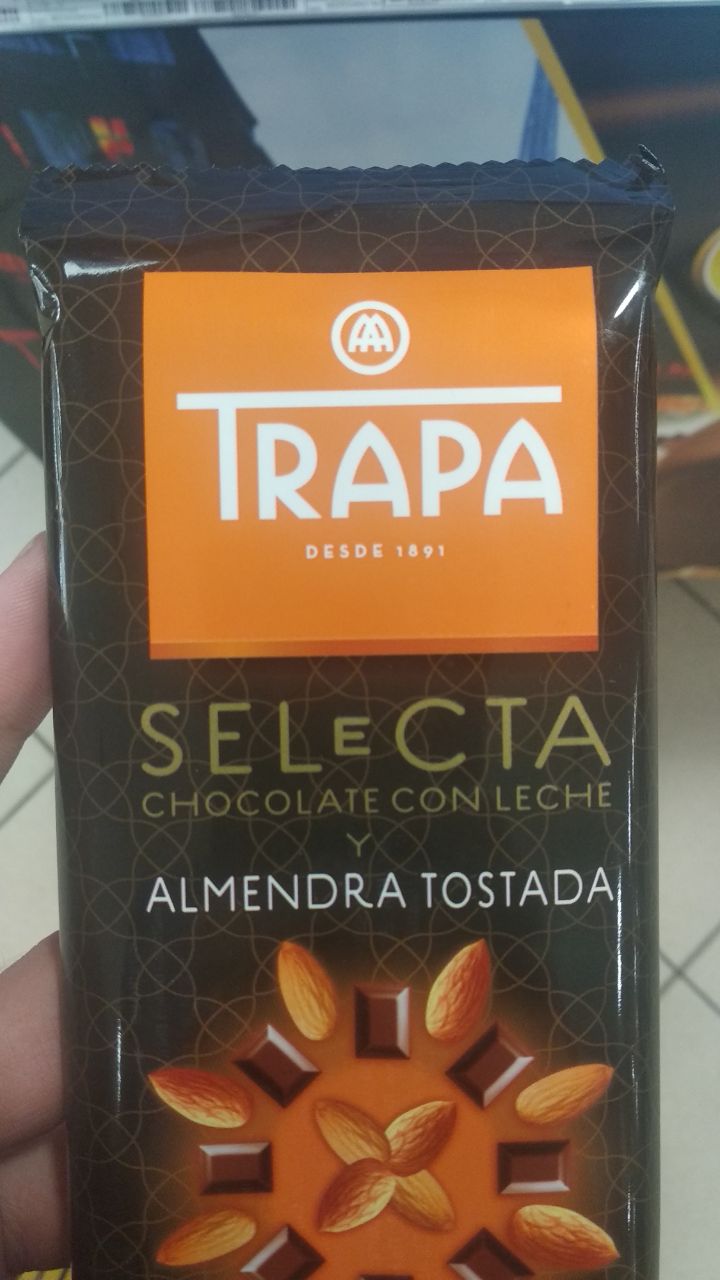 TRAPA
DESDE 1891
SELeCTA
CHOCOLATE CON LECHE
Y
ALMENDRA TOSTADA